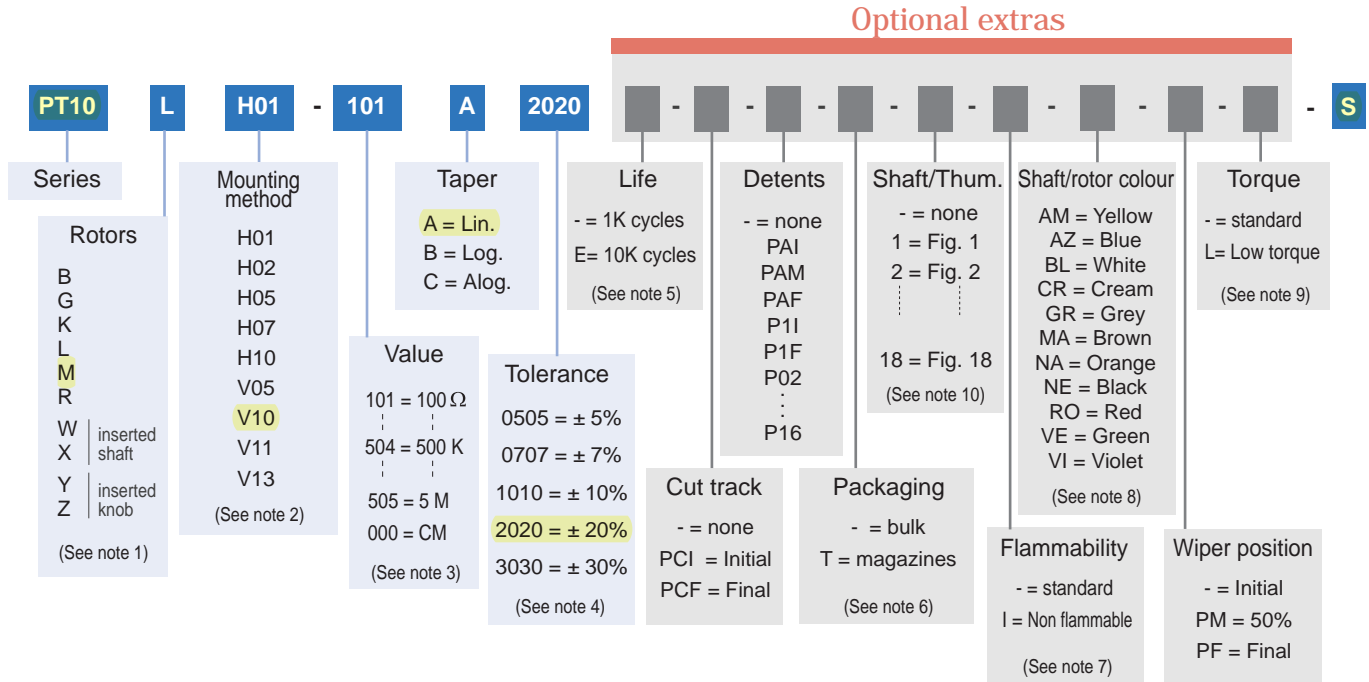 Optional extras
PT10 L H01 - 101 A 2020 - - - - - - - - - S
Series
Rotors
B
G
K
L
M
R
W
X
inserted
shaft
Y
Z
inserted
knob
(See note 1)
Mounting
method
H01
H02
H05
H07
H10
V05
V10
V11
V13
(See note 2)
Value
101 = 100 Ω
504 = 500 K
505 = 5 M
000 = CM
(See note 3)
Taper
A = Lin.
B = Log.
C = Alog.
Tolerance
0505 = ± 5%
0707 = ± 7%
1010 = ± 10%
2020 = ± 20%
3030 = ± 30%
(See note 4)
Life
- = 1K cycles
E= 10K cycles
(See note 5)
Cut track
- = none
PCI = Initial
PCF = Final
Detents
- = none
PAI
PAM
PAF
P1I
P1F
P02
:
P16
Packaging
- = bulk
T = magazines
(See note 6)
Shaft/Thum.
- = none
1 = Fig. 1
2 = Fig. 2
18 = Fig. 18
(See note 10)
Flammability
- = standard
I = Non flammable
(See note 7)
Shaft/rotor colour
AM = Yellow
AZ = Blue
BL = White
CR = Cream
GR = Grey
MA = Brown
NA = Orange
NE = Black
RO = Red
VE = Green
VI = Violet
(See note 8)
Wiper position
- = Initial
PM = 50%
PF = Final
Torque
- = standard
L= Low torque
(See note 9)